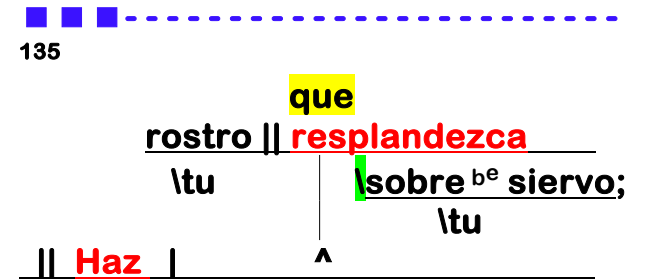 135
que
rostro || resplandezca
\tu \sobre be siervo;
\tu
|| Haz | ^